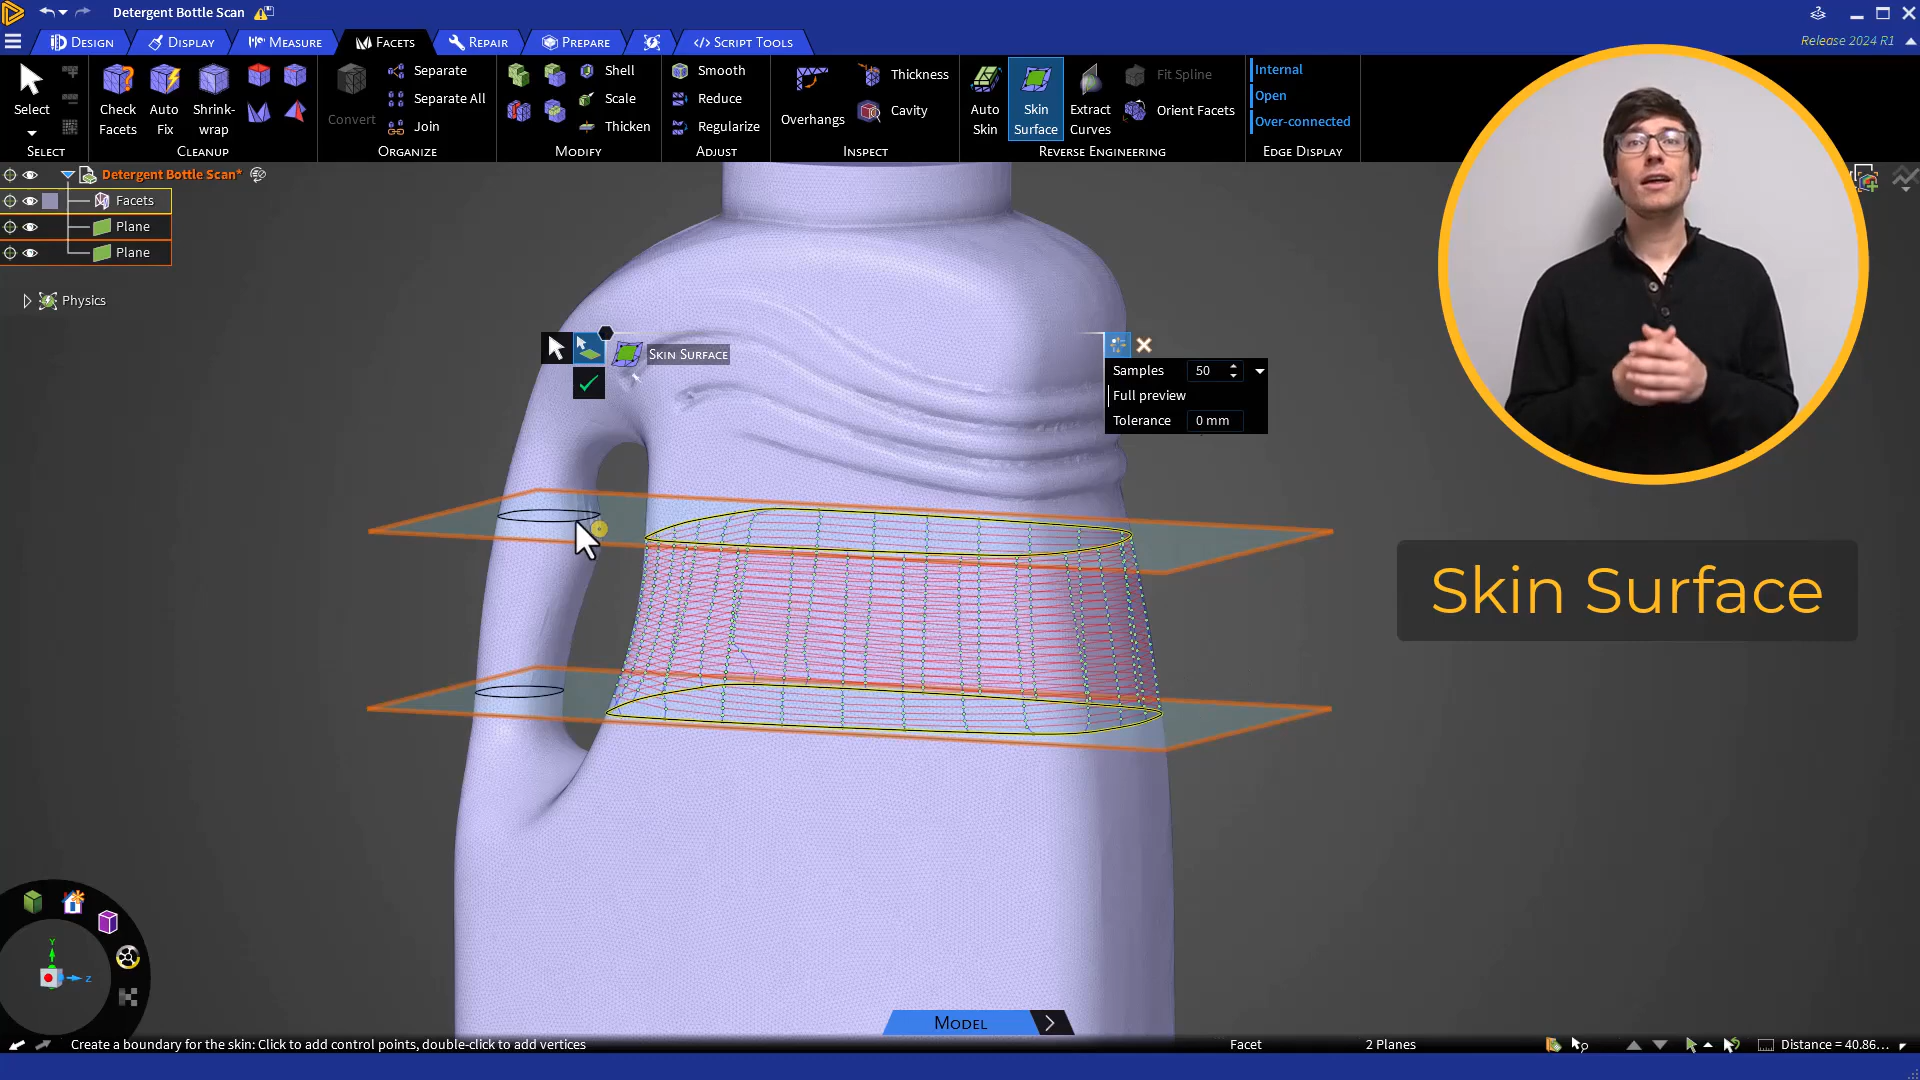 Detergent Bottle Scan
DESIGN
DISPLAY
MEASURE
FACETS
REPAIR
PREPARE
SCRIPT TOOLS
Release 2024 R1
Select
Check Facets
Auto Fix
Shrink-wrap
Convert
Separate
Separate All
Join
Shell
Scale
Thicken
Smooth
Reduce
Regularize
Overhangs
Thickness
Cavity
Auto Skin
Skin Surface
Extract Curves
Fit Spline
Orient Facets
Internal
Open
Over-connected
SELECT
CLEANUP
ORGANIZE
MODIFY
ADJUST
INSPECT
REVERSE ENGINEERING
EDGE DISPLAY
Detergent Bottle Scan*
Facets
Plane
Plane
Physics
SKIN SURFACE
Samples 50
Full preview
Tolerance 0 mm
Skin Surface
Y
Z
MODEL
Create a boundary for the skin: Click to add control points, double-click to add vertices
Facet
2 Planes
Distance = 40.86...